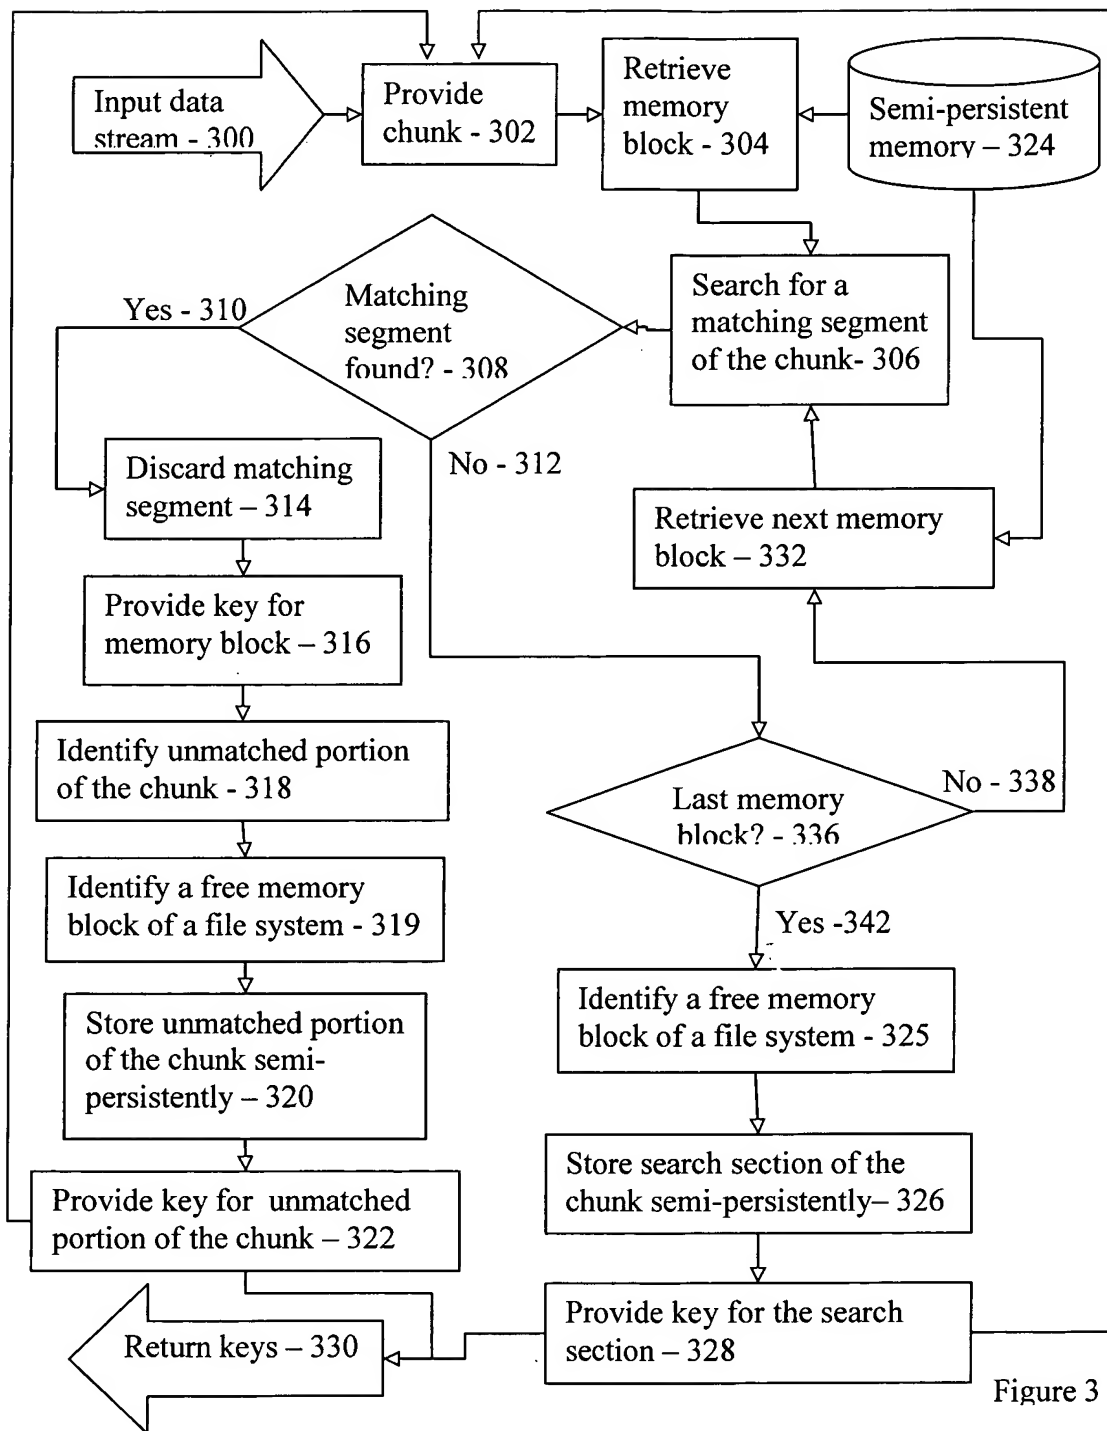 Input data
stream - 300
Provide
chunk - 302
Retrieve
memory
block - 304
Semi-persistent
memory – 324
Yes - 310
Matching
segment
found? - 308
Search for a
matching segment
of the chunk- 306
No - 312
Discard matching
segment – 314
Retrieve next memory
block – 332
Provide key for
memory block – 316
Identify unmatched portion
of the chunk - 318
No - 338
Last memory
block? - 336
Identify a free memory
block of a file system - 319
Yes -342
Store unmatched portion
of the chunk semi-
persistently – 320
Identify a free memory
block of a file system - 325
Provide key for unmatched
portion of the chunk – 322
Store search section of the
chunk semi-persistently– 326
Return keys – 330
Provide key for the search
section – 328
Figure 3